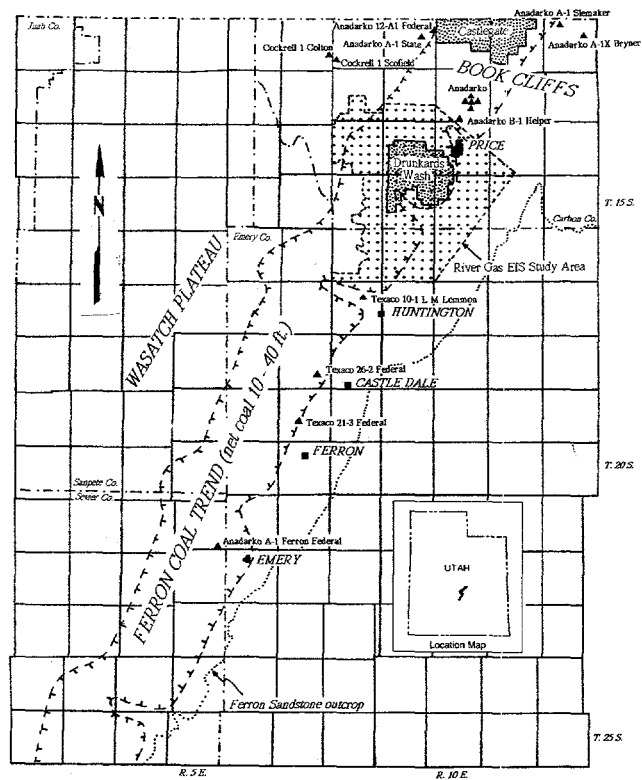 Juab Co.
Anadarko 12-A1 Federal
Anadarko A-1 Slemaker
Anadarko A-1 State
Castlegate
Cockrell 1 Colton
Anadarko A-1X Bryner
Cockrell 1 Scofield
BOOK CLIFFS
Anadarko
Anadarko B-1 Helper
PRICE
Drunkards
Wash
N
T. 15 S.
Carbon Co.
Emery Co.
River Gas EIS Study Area
WASATCH PLATEAU
Texaco 10-1 L M Lemmon
HUNTINGTON
Texaco 26-2 Federal
CASTLE DALE
FERRON COAL TREND (net coal 10 - 40 ft.)
Texaco 21-3 Federal
FERRON
T. 20 S.
Sanpete Co.
Sevier Co.
Anadarko A-1 Ferron Federal
EMERY
UTAH
Location Map
Ferron Sandstone outcrop
T. 25 S.
R. 5 E.
R. 10 E.